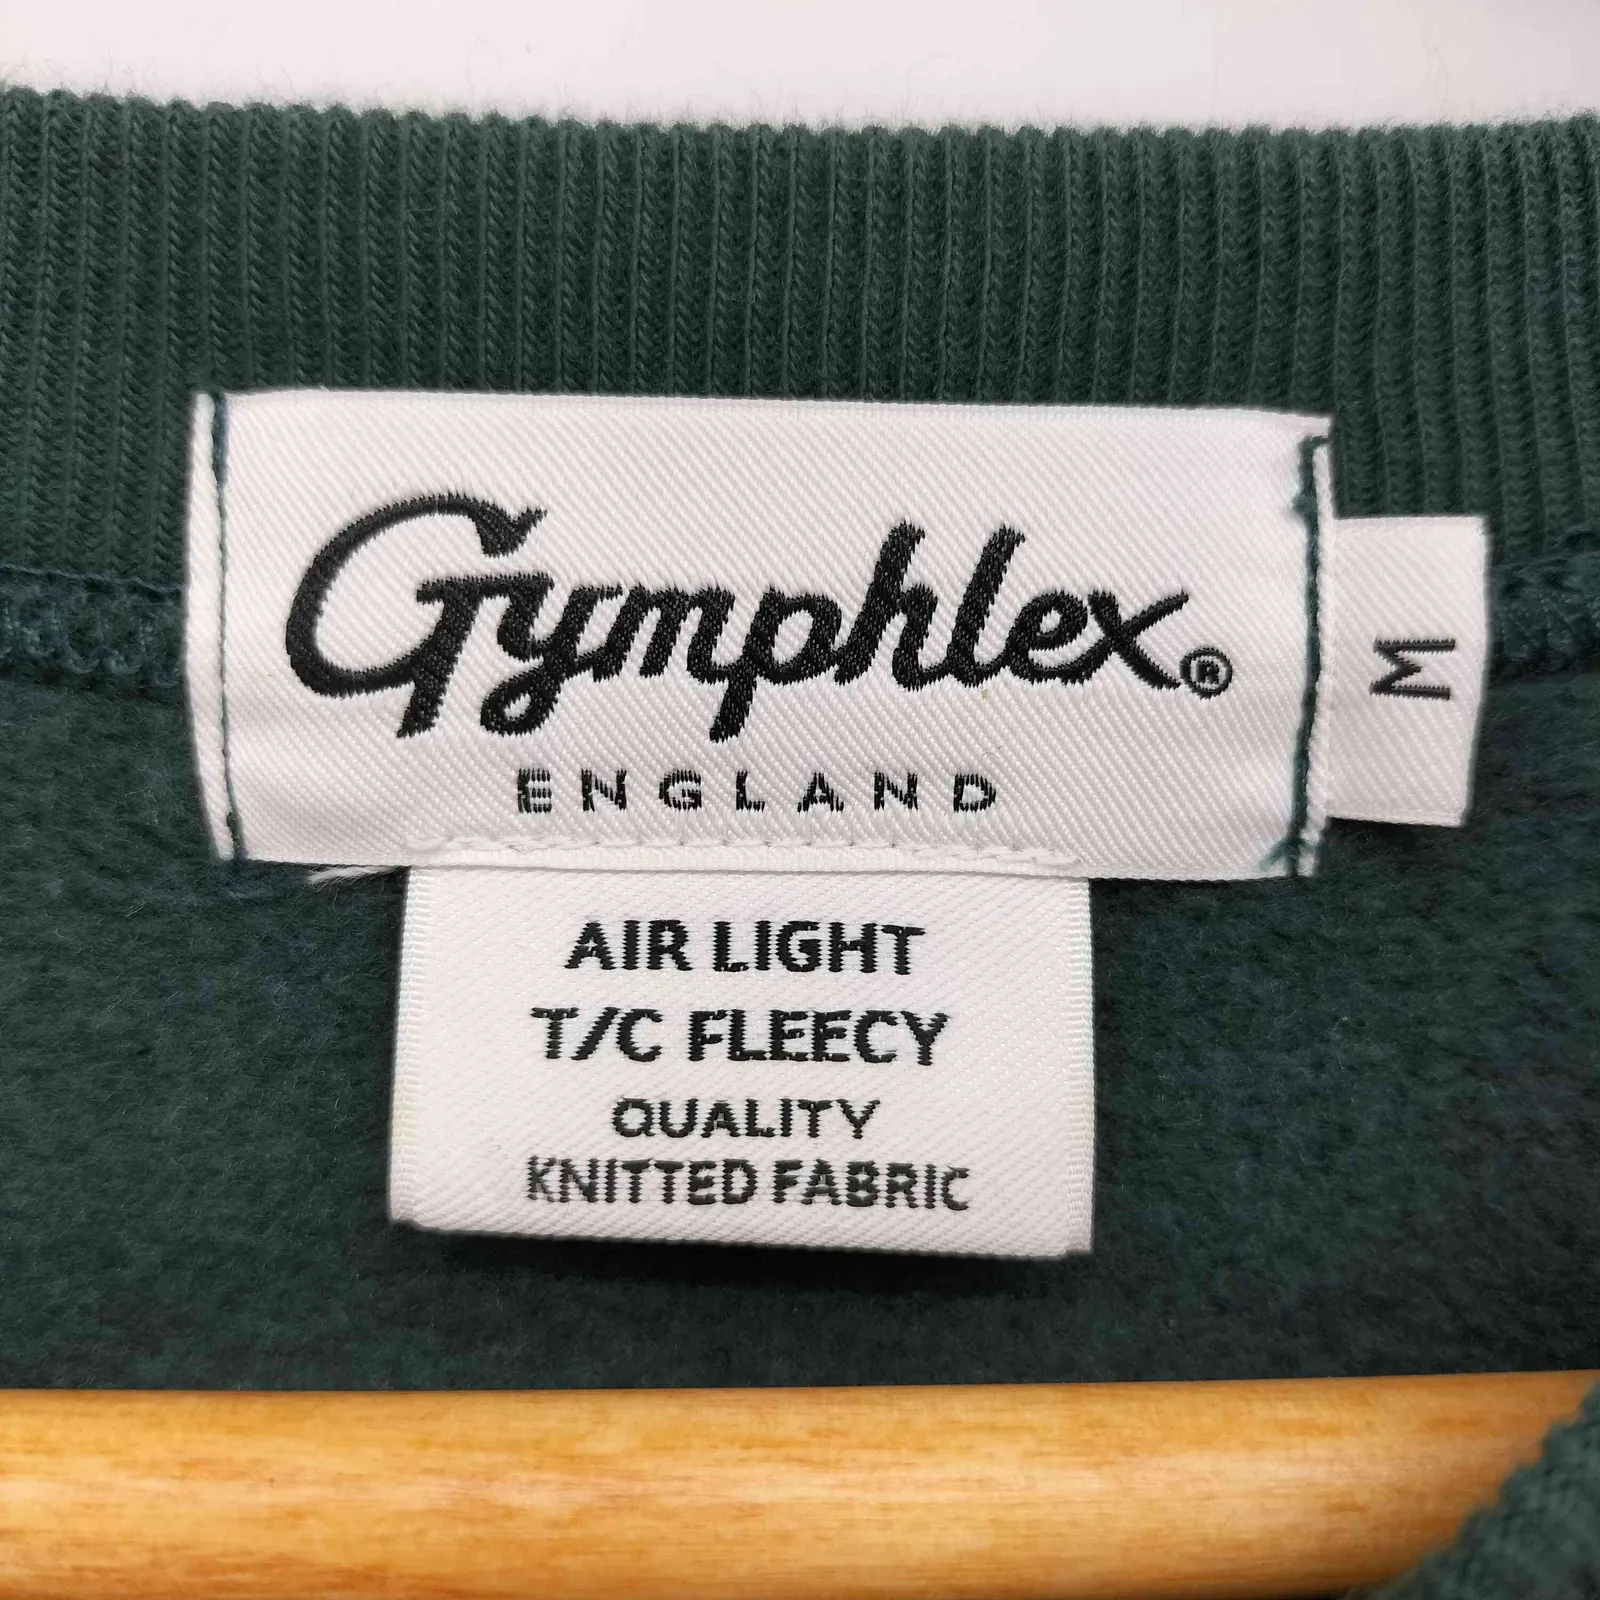 Gymphlex®
ENGLAND
M
AIR LIGHT
T/C FLEECY
QUALITY
KNITTED FABRIC